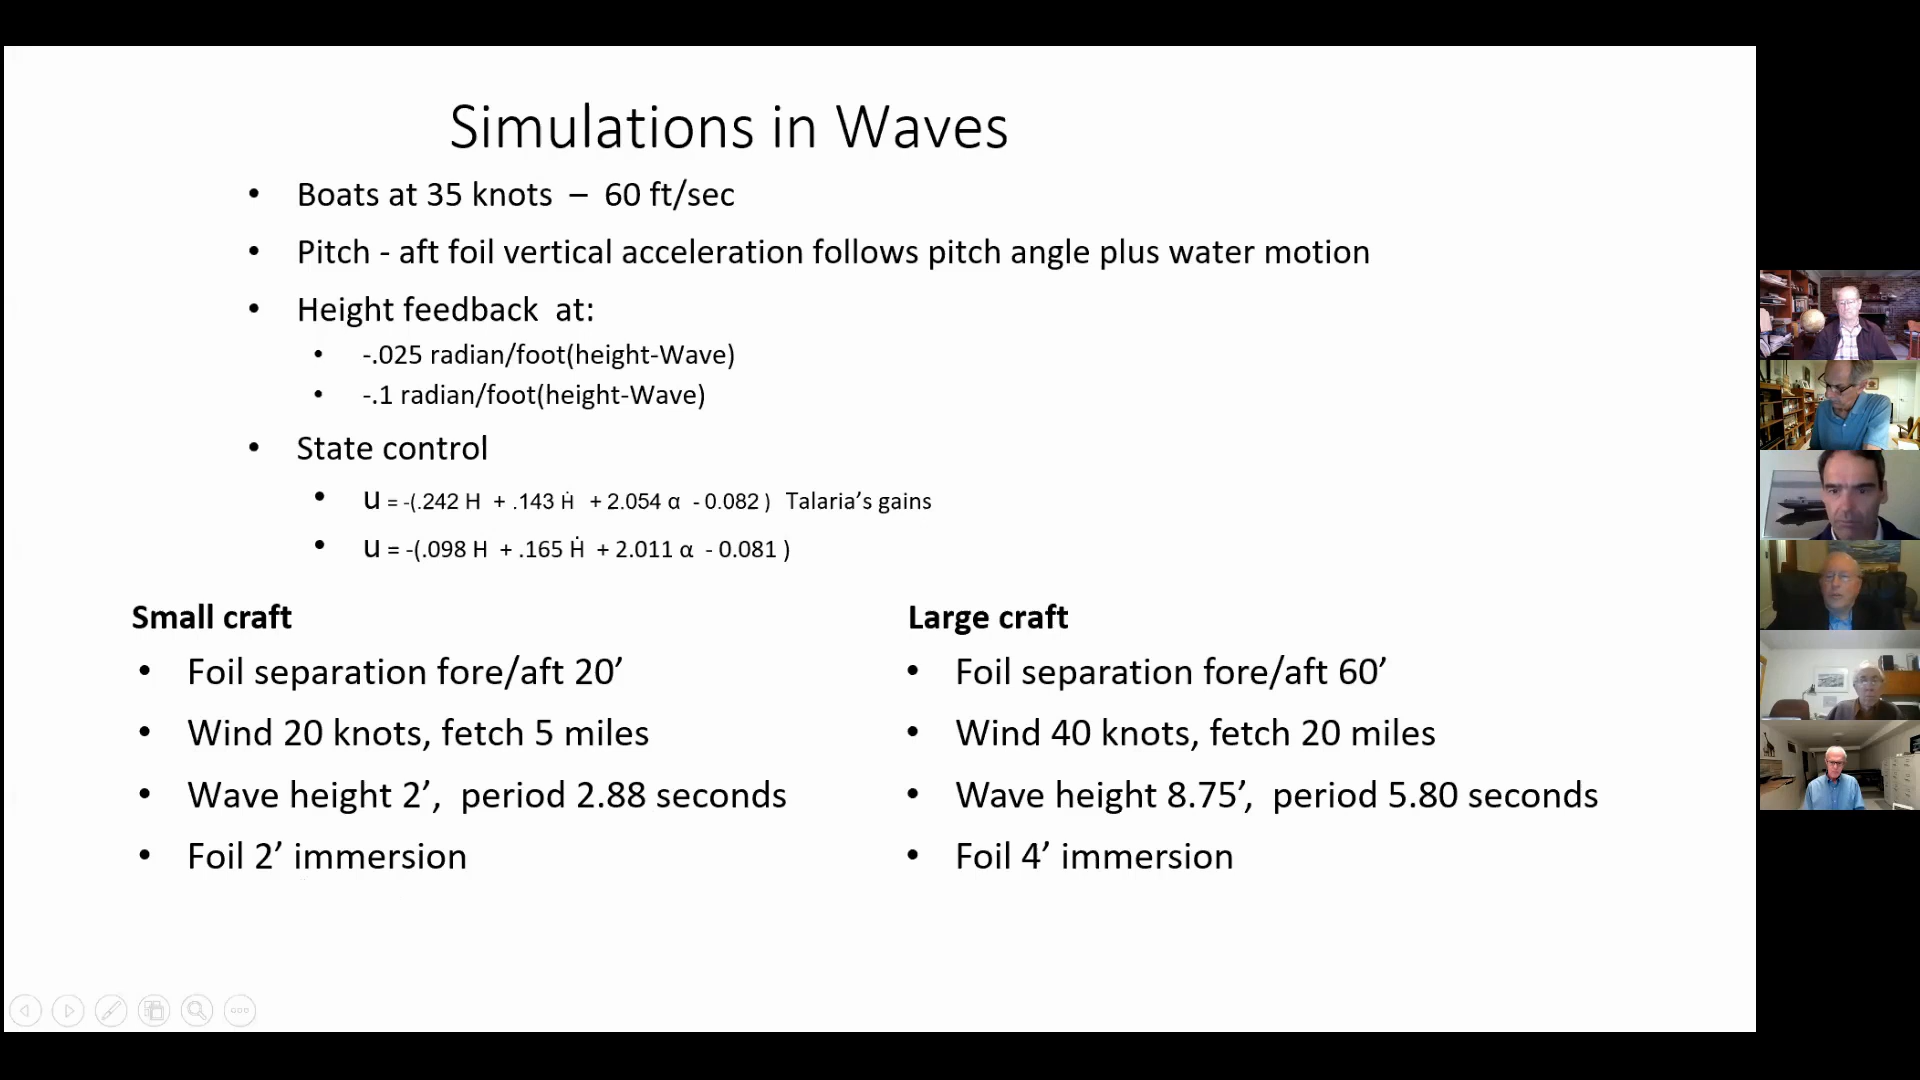 Simulations in Waves
• Boats at 35 knots – 60 ft/sec
• Pitch - aft foil vertical acceleration follows pitch angle plus water motion
• Height feedback at:
• -.025 radian/foot(height-Wave)
• -.1 radian/foot(height-Wave)
• State control
• u = -(.242 H + .143 Ḣ + 2.054 α - 0.082 ) Talaria’s gains
• u = -(.098 H + .165 Ḣ + 2.011 α - 0.081 )
Small craft
• Foil separation fore/aft 20’
• Wind 20 knots, fetch 5 miles
• Wave height 2’, period 2.88 seconds
• Foil 2’ immersion
Large craft
• Foil separation fore/aft 60’
• Wind 40 knots, fetch 20 miles
• Wave height 8.75’, period 5.80 seconds
• Foil 4’ immersion